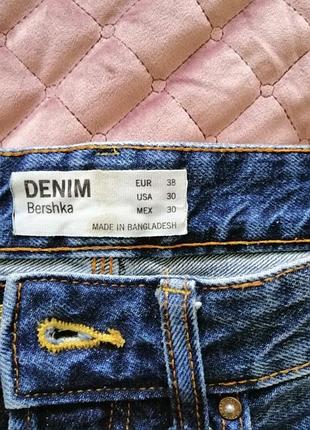 DENIM
Bershka
EUR 38
USA 30
MEX 30
MADE IN BANGLADESH